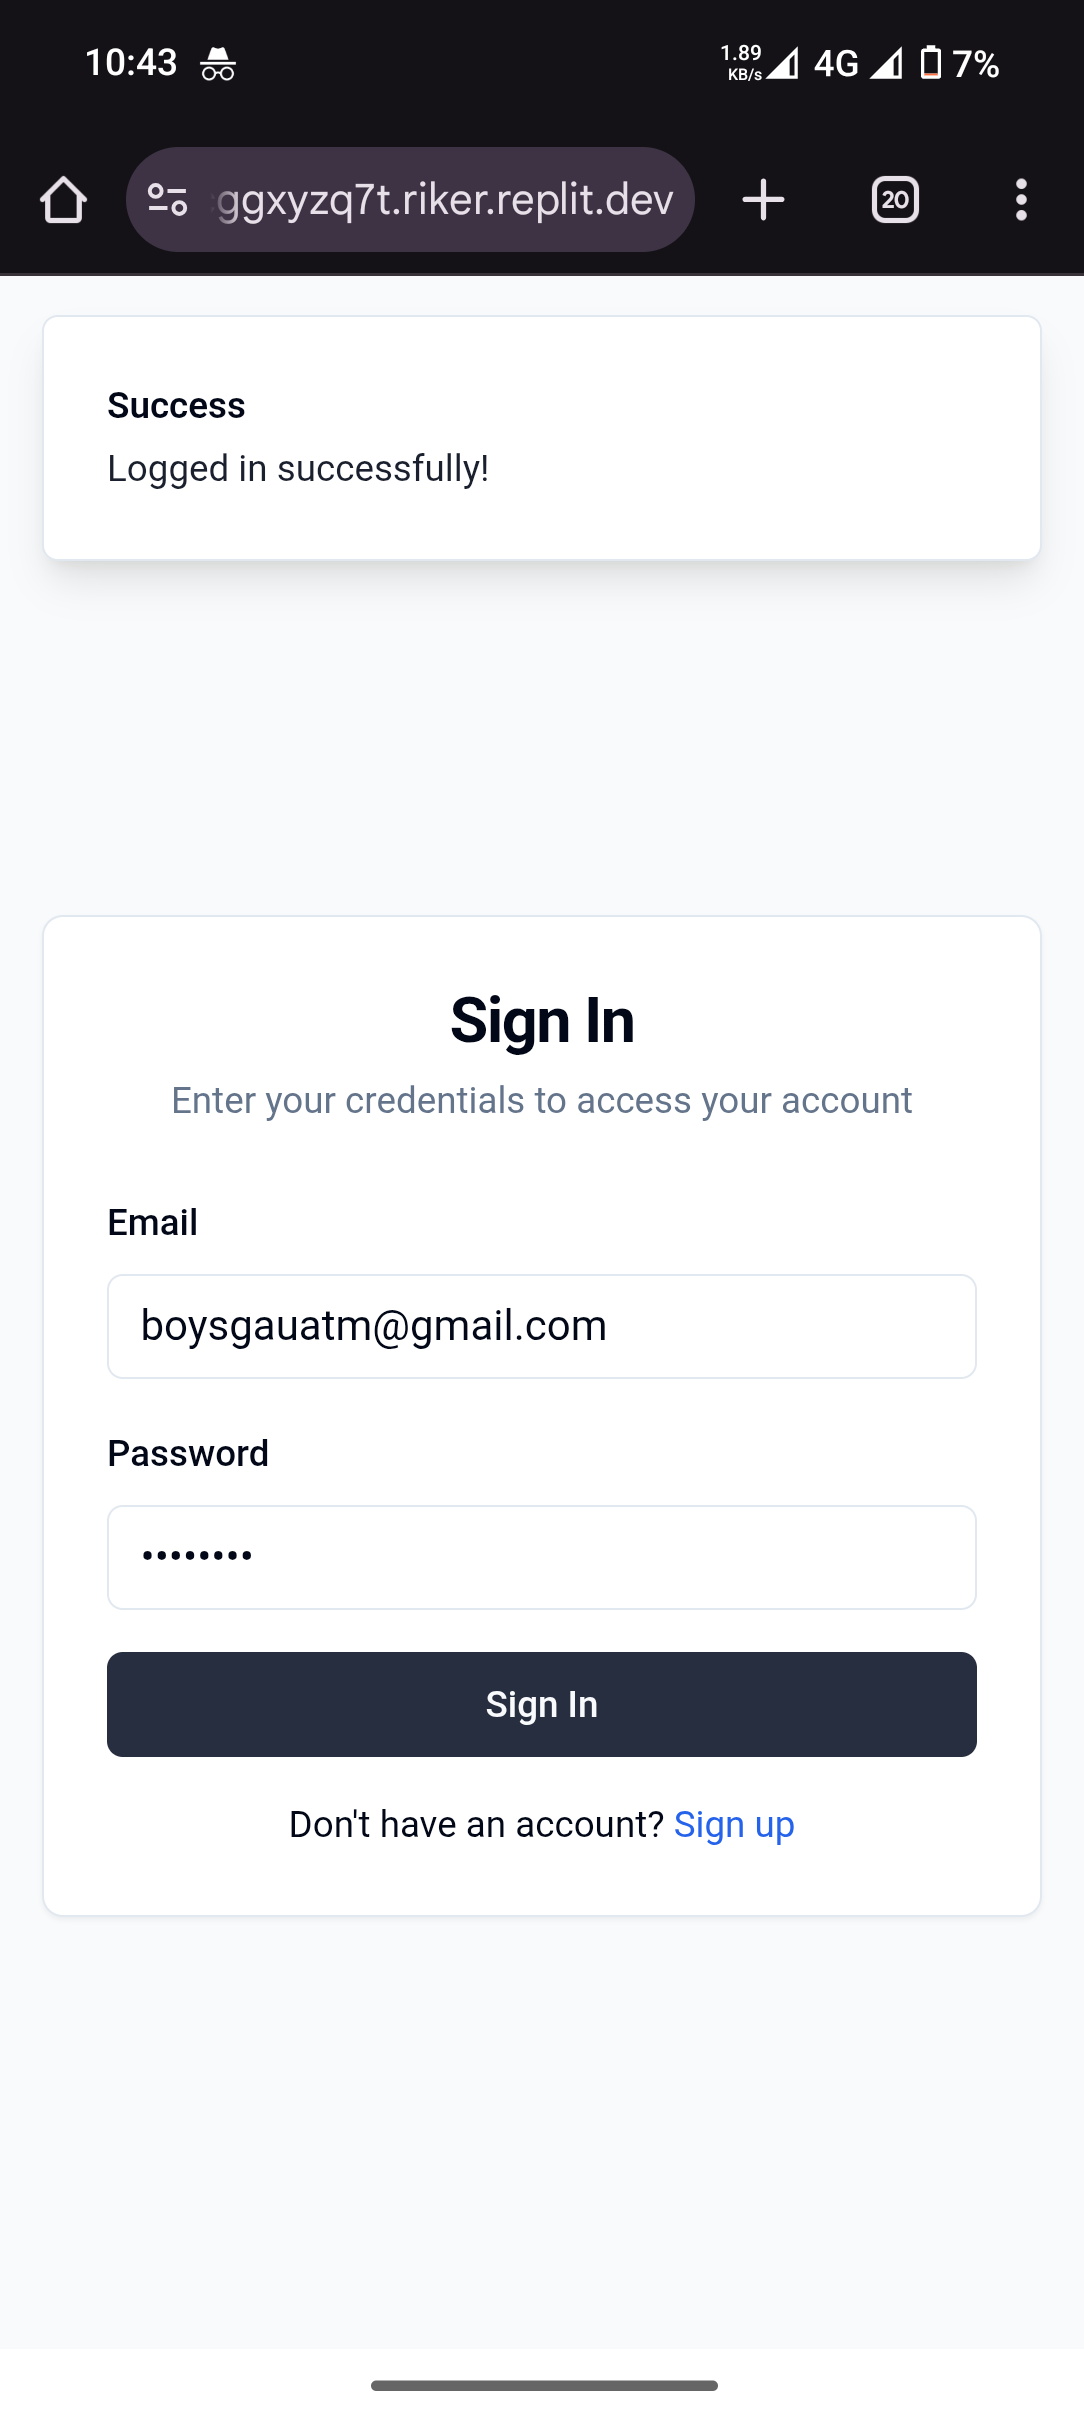 10:43
1.89
KB/s
4G
7%
ggxyzq7t.riker.replit.dev
20
Success
Logged in successfully!
Sign In
Enter your credentials to access your account
Email
boysgauatm@gmail.com
Password
••••••••
Sign In
Don't have an account? Sign up